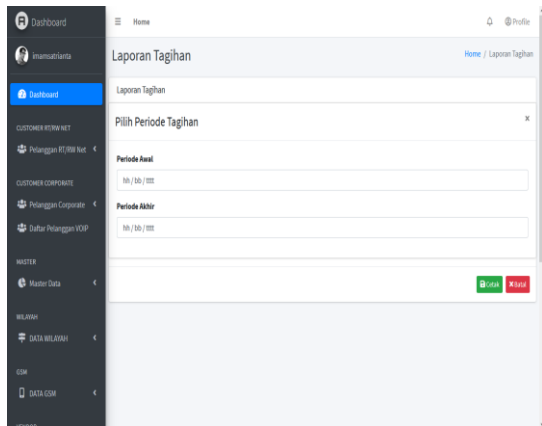 Dashboard
Home
Profile
imamsatrianta
Laporan Tagihan
Home / Laporan Tagihan
Dashboard
Laporan Tagihan
CUSTOMER RT/RW NET
Pelanggan RT/RW Net
Pilih Periode Tagihan
x
Periode Awal
hh / bb / tttt
CUSTOMER CORPORATE
Pelanggan Corporate
Periode Akhir
hh / bb / tttt
Daftar Pelanggan VOIP
MASTER
Master Data
Cetak
Batal
WILAYAH
DATA WILAYAH
GSM
DATA GSM
VENDOR